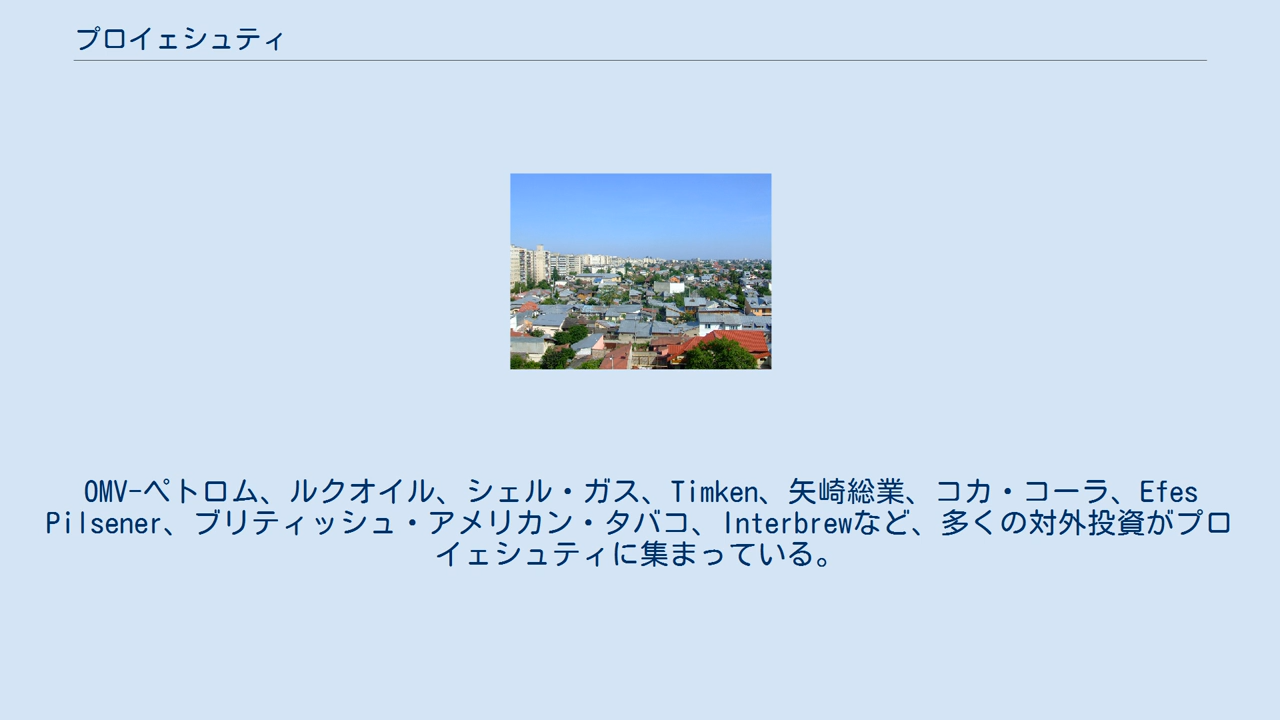 プロイェシュティ
OMV-ペトロム、ルクオイル、シェル・ガス、Timken、矢崎総業、コカ・コーラ、Efes
Pilsener、ブリティッシュ・アメリカン・タバコ、Interbrewなど、多くの対外投資がプロ
イェシュティに集まっている。